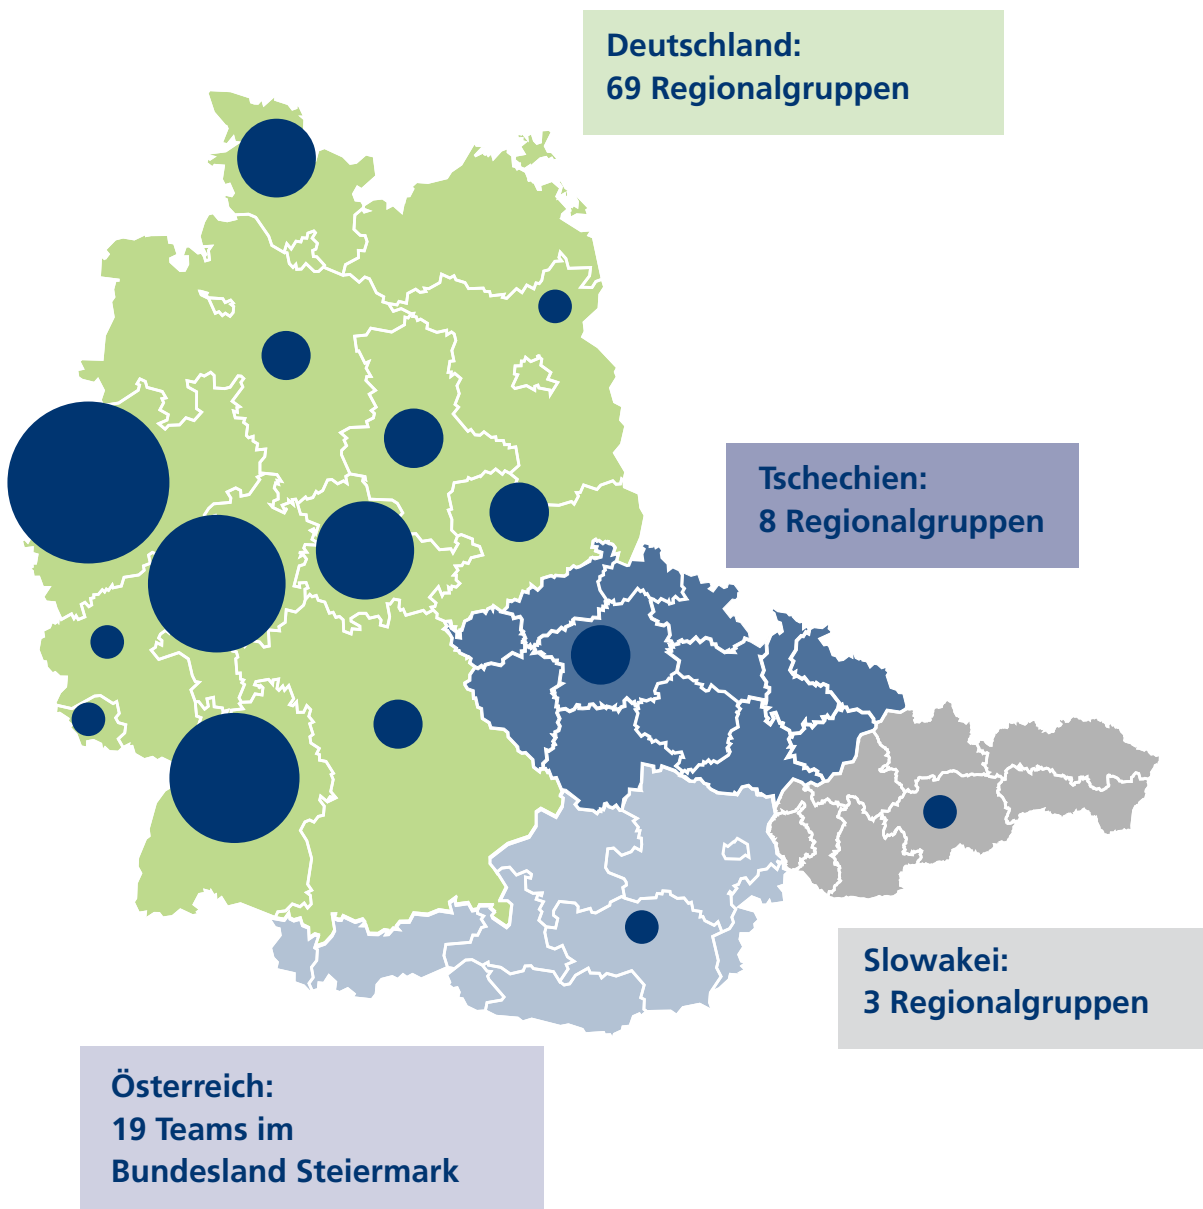 Deutschland:
69 Regionalgruppen
Tschechien:
8 Regionalgruppen
Slowakei:
3 Regionalgruppen
Österreich:
19 Teams im
Bundesland Steiermark